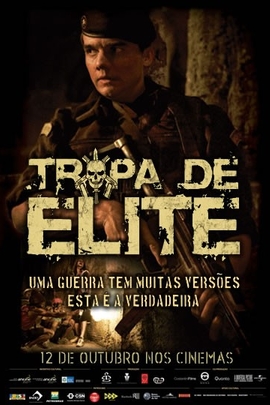 TROPA DE
ELITE
UMA GUERRA TEM MUITAS VERSÕES
ESTA É A VERDADEIRA
12 DE OUTUBRO NOS CINEMAS